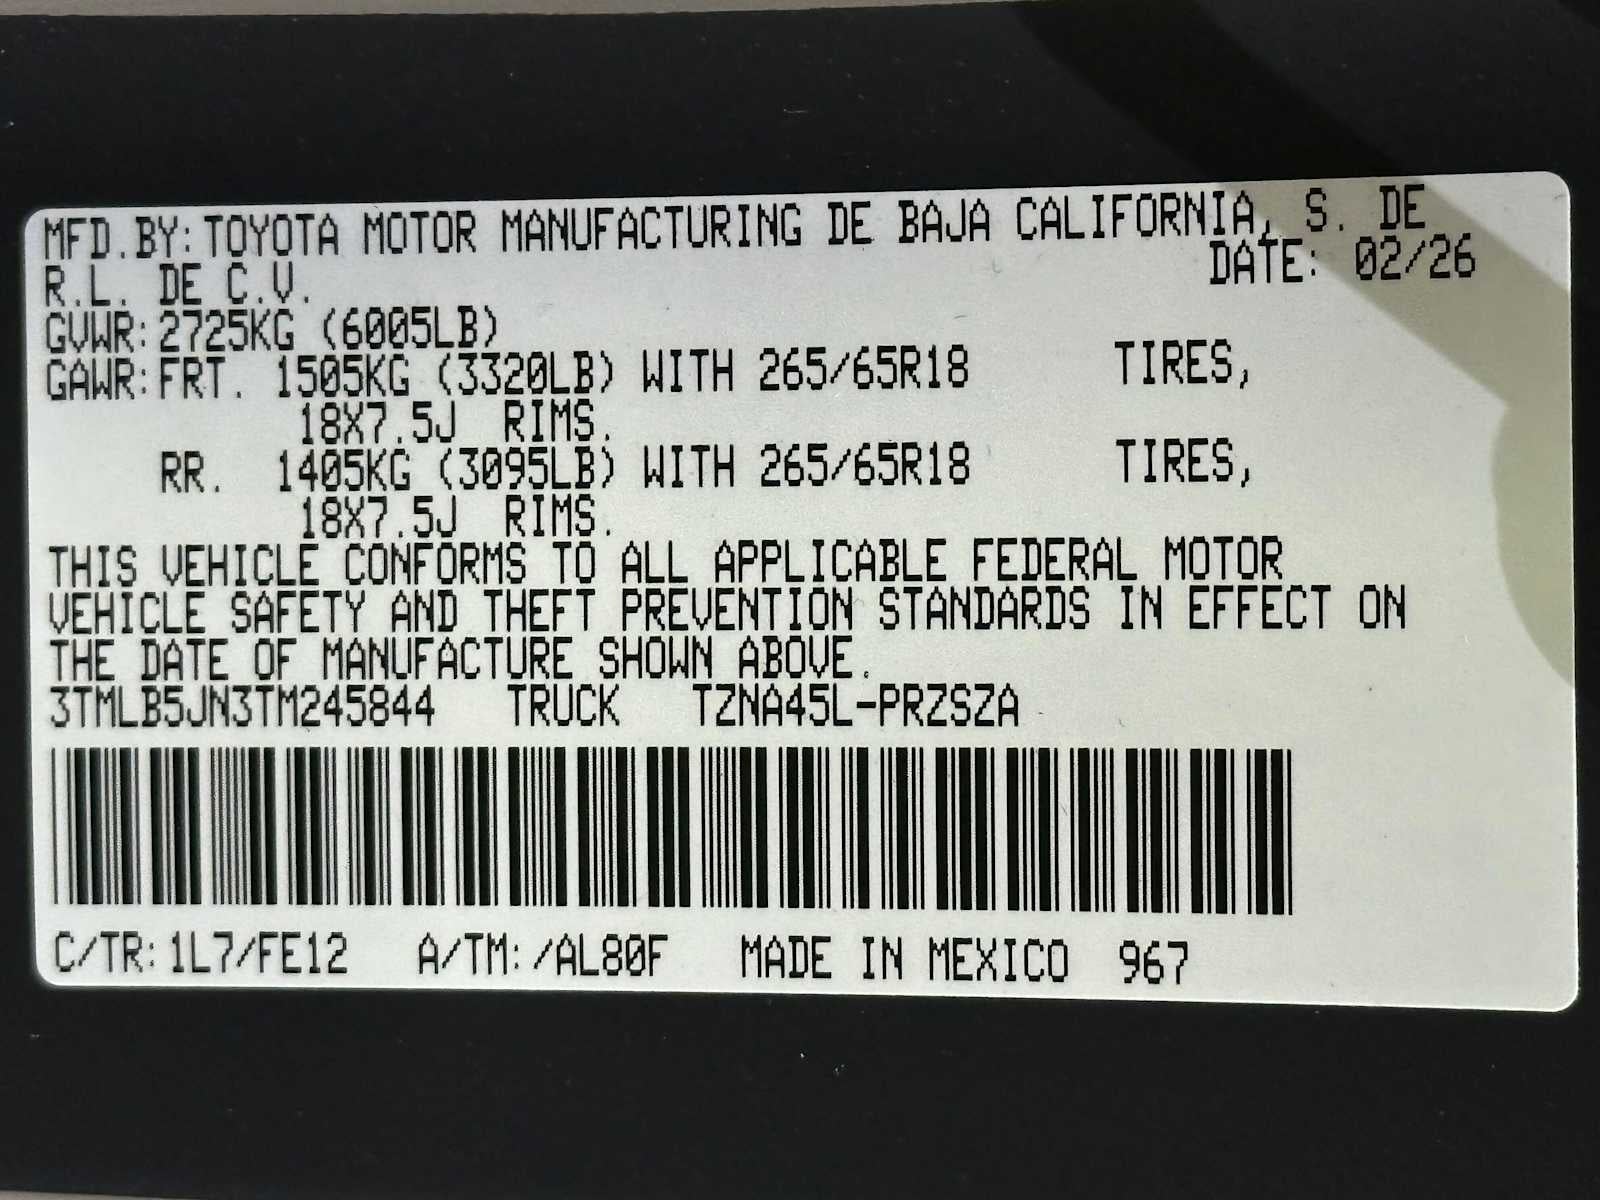 MFD.BY:TOYOTA MOTOR MANUFACTURING DE BAJA CALIFORNIA, S. DE
R.L. DE C.V. DATE: 02/26
GVWR:2725KG (6005LB)
GAWR:FRT. 1505KG (3320LB) WITH 265/65R18 TIRES,
18X7.5J RIMS.
RR. 1405KG (3095LB) WITH 265/65R18 TIRES,
18X7.5J RIMS.
THIS VEHICLE CONFORMS TO ALL APPLICABLE FEDERAL MOTOR
VEHICLE SAFETY AND THEFT PREVENTION STANDARDS IN EFFECT ON
THE DATE OF MANUFACTURE SHOWN ABOVE.
3TMLB5JN3TM245844 TRUCK TZNA45L-PRZSZA
C/TR:1L7/FE12 A/TM:/AL80F MADE IN MEXICO 967